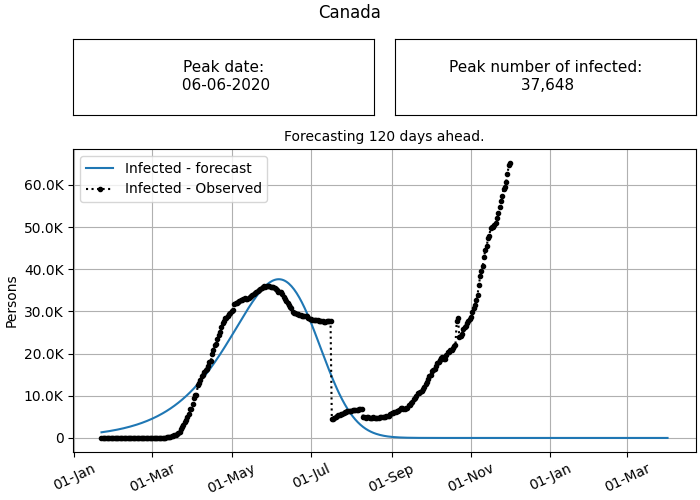 Canada
Peak date:
06-06-2020
Peak number of infected:
37,648
Forecasting 120 days ahead.
Infected - forecast
Infected - Observed
Persons
60.0K
50.0K
40.0K
30.0K
20.0K
10.0K
0
01-Jan
01-Mar
01-May
01-Jul
01-Sep
01-Nov
01-Jan
01-Mar